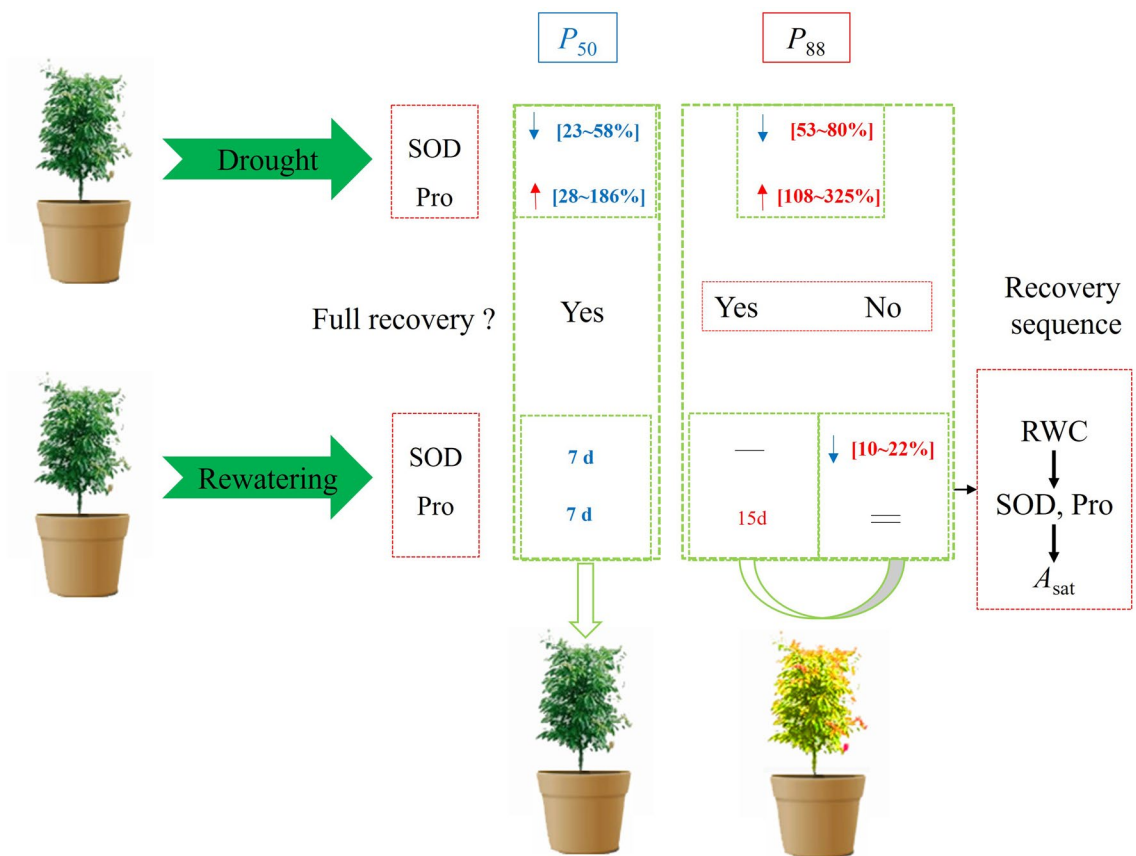 P50 P88
Drought
SOD ↓ [23~58%] ↓ [53~80%]
Pro ↑ [28~186%] ↑ [108~325%]
Full recovery ? Yes Yes No
Recovery
sequence
Rewatering
SOD 7 d — ↓ [10~22%]
Pro 7 d 15d
RWC
SOD, Pro
Asat